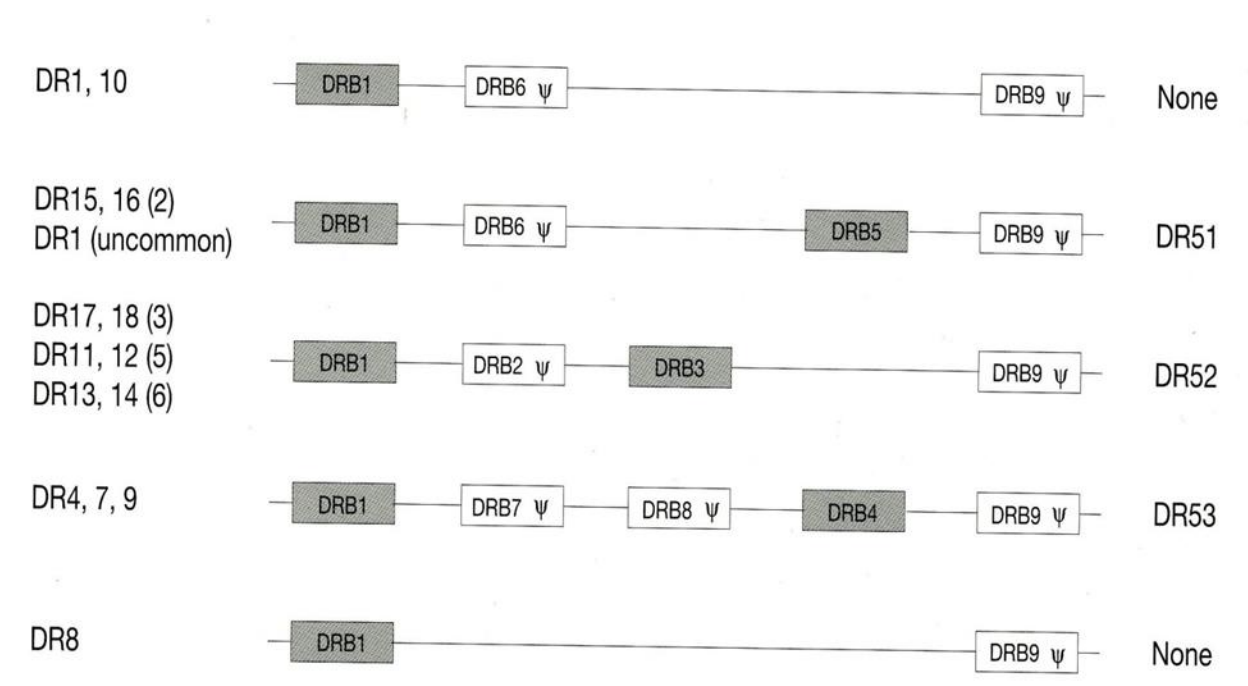 DR1, 10 DRB1 DRB6 ψ DRB9 ψ None
DR15, 16 (2)
DR1 (uncommon) DRB1 DRB6 ψ DRB5 DRB9 ψ DR51
DR17, 18 (3)
DR11, 12 (5) DRB1 DRB2 ψ DRB3 DRB9 ψ DR52
DR13, 14 (6)
DR4, 7, 9 DRB1 DRB7 ψ DRB8 ψ DRB4 DRB9 ψ DR53
DR8 DRB1 DRB9 ψ None